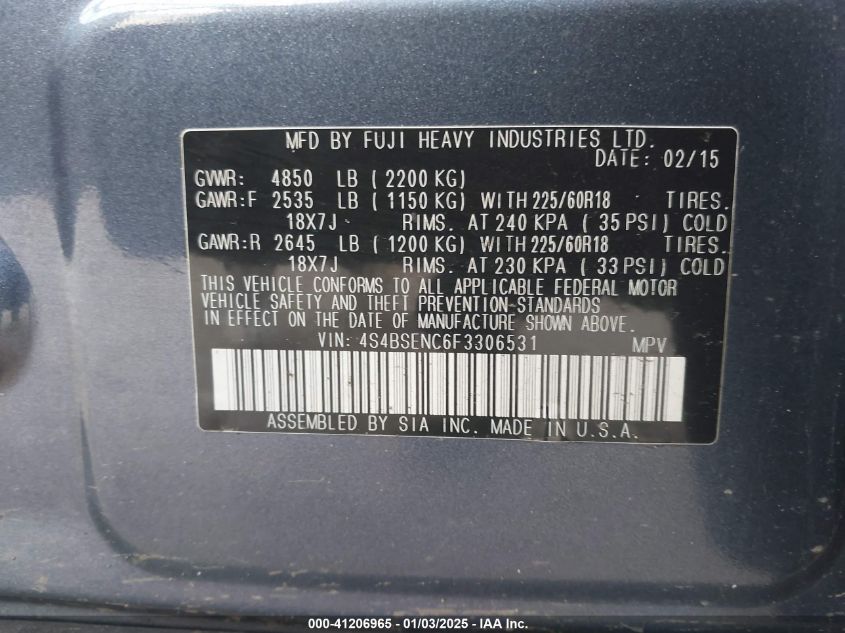 MFD BY FUJI HEAVY INDUSTRIES LTD.
DATE: 02/15
GVWR: 4850 LB (2200 KG)
GAWR:F 2535 LB (1150 KG) WITH 225/60R18 TIRES.
18X7J RIMS. AT 240 KPA (35 PSI) COLD
GAWR:R 2645 LB (1200 KG) WITH 225/60R18 TIRES.
18X7J RIMS. AT 230 KPA (33 PSI) COLD
THIS VEHICLE CONFORMS TO ALL APPLICABLE FEDERAL MOTOR
VEHICLE SAFETY AND THEFT PREVENTION STANDARDS
IN EFFECT ON THE DATE OF MANUFACTURE SHOWN ABOVE.
VIN: 4S4BSENC6F3306531 MPV
ASSEMBLED BY SIA INC. MADE IN U.S.A.
000-41206965 - 01/03/2025 - IAA Inc.